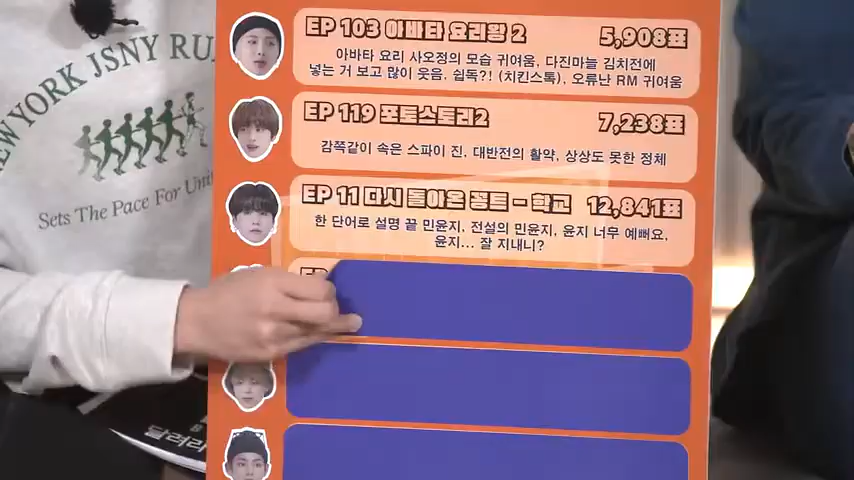 NEW YORK JSNY RU
Sets The Pace For
EP 103 아바타 요리왕 2 5,908표
아바타 요리 사오정의 모습 귀여움, 다진마늘 김치전에
넣는 거 보고 많이 웃음. 쉽독?! (치킨스톡), 오류난 RM 귀여움
EP 119 포토스토리2 7,238표
감쪽같이 속은 스파이 진, 대반전의 활약, 상상도 못한 정체
EP 11 다시 돌아온 꽁트 - 학교 12,841표
한 단어로 설명 끝 민윤지, 전설의 민윤지, 윤지 너무 예뻐요,
윤지... 잘 지내니?
EP
달려라